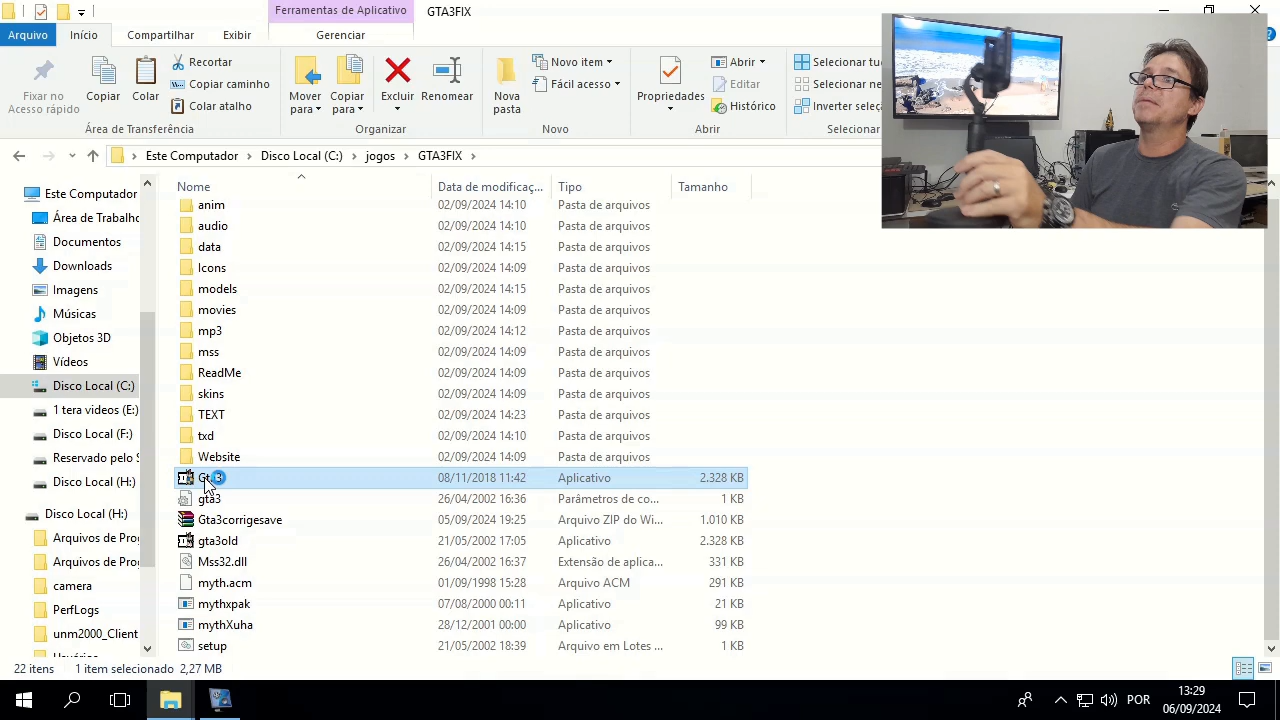 Ferramentas de Aplicativo
GTA3FIX
Arquivo
Início
Compartilhar
Exibir
Gerenciar
Fixar no
Acesso rápido
Copiar
Colar
Recortar
Copiar caminho
Colar atalho
Área de Transferência
Mover
para
Copiar
para
Excluir
Renomear
Organizar
Nova
pasta
Novo item
Fácil acesso
Novo
Propriedades
Abrir
Editar
Histórico
Abrir
Selecionar tu
Selecionar ne
Inverter seleç
Selecionar
Este Computador
Disco Local (C:)
jogos
GTA3FIX
Este Computador
Área de Trabalho
Documentos
Downloads
Imagens
Músicas
Objetos 3D
Vídeos
Disco Local (C:)
1 tera videos (E:)
Disco Local (F:)
Reservado pelo S
Disco Local (H:)
Disco Local (H:)
Arquivos de Prog
Arquivos de Prog
camera
PerfLogs
unm2000_Client
Nome Data de modificaç... Tipo Tamanho
anim 02/09/2024 14:10 Pasta de arquivos
audio 02/09/2024 14:10 Pasta de arquivos
data 02/09/2024 14:15 Pasta de arquivos
Icons 02/09/2024 14:09 Pasta de arquivos
models 02/09/2024 14:15 Pasta de arquivos
movies 02/09/2024 14:09 Pasta de arquivos
mp3 02/09/2024 14:12 Pasta de arquivos
mss 02/09/2024 14:09 Pasta de arquivos
ReadMe 02/09/2024 14:09 Pasta de arquivos
skins 02/09/2024 14:09 Pasta de arquivos
TEXT 02/09/2024 14:23 Pasta de arquivos
txd 02/09/2024 14:10 Pasta de arquivos
Website 02/09/2024 14:09 Pasta de arquivos
08/11/2018 11:42 Aplicativo 2.328 KB
gta3 26/04/2002 16:36 Parâmetros de co... 1 KB
Gta3corrigesave 05/09/2024 19:25 Arquivo ZIP do Wi... 1.010 KB
gta3old 21/05/2002 17:05 Aplicativo 2.328 KB
Mss32.dll 26/04/2002 16:37 Extensão de aplica... 331 KB
myth.acm 01/09/1998 15:28 Arquivo ACM 291 KB
mythxpak 07/08/2000 00:11 Aplicativo 21 KB
mythXuha 28/12/2001 00:00 Aplicativo 99 KB
setup 21/05/2002 18:39 Arquivo em Lotes ... 1 KB
22 itens 1 item selecionado 2,27 MB
POR
13:29
06/09/2024